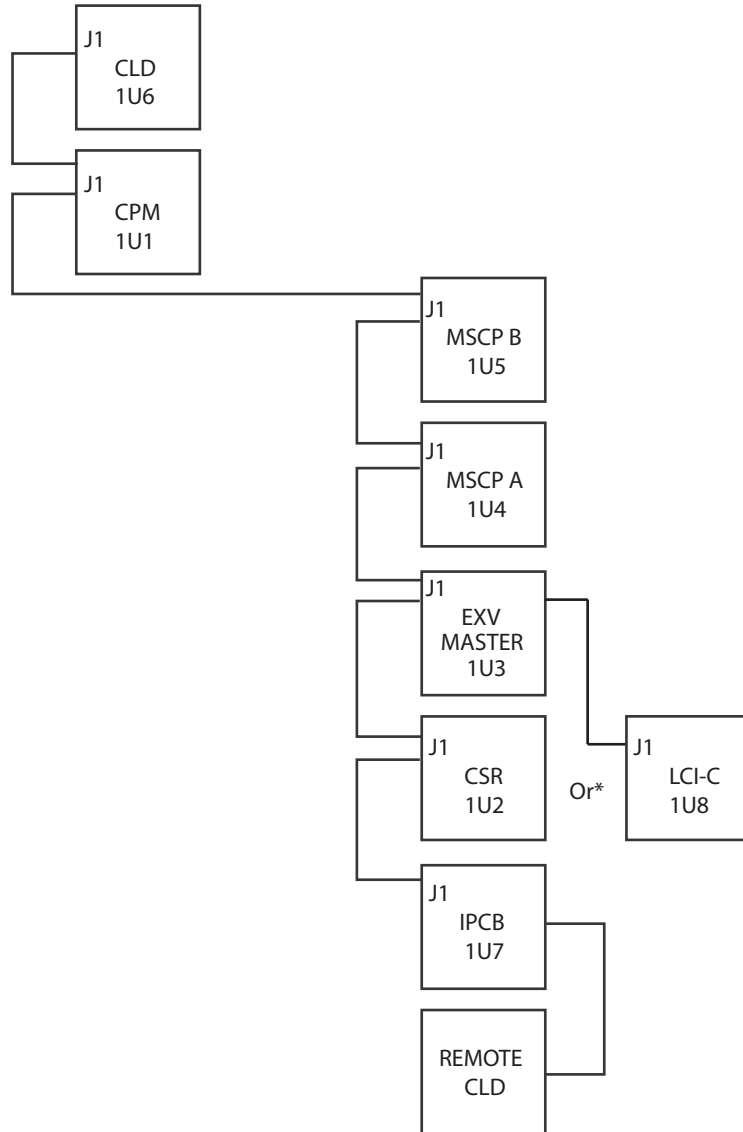 J1
CLD
1U6
J1
CPM
1U1
J1
MSCP B
1U5
J1
MSCP A
1U4
J1
EXV
MASTER
1U3
J1
CSR
1U2
Or*
J1
LCI-C
1U8
J1
IPCB
1U7
REMOTE
CLD